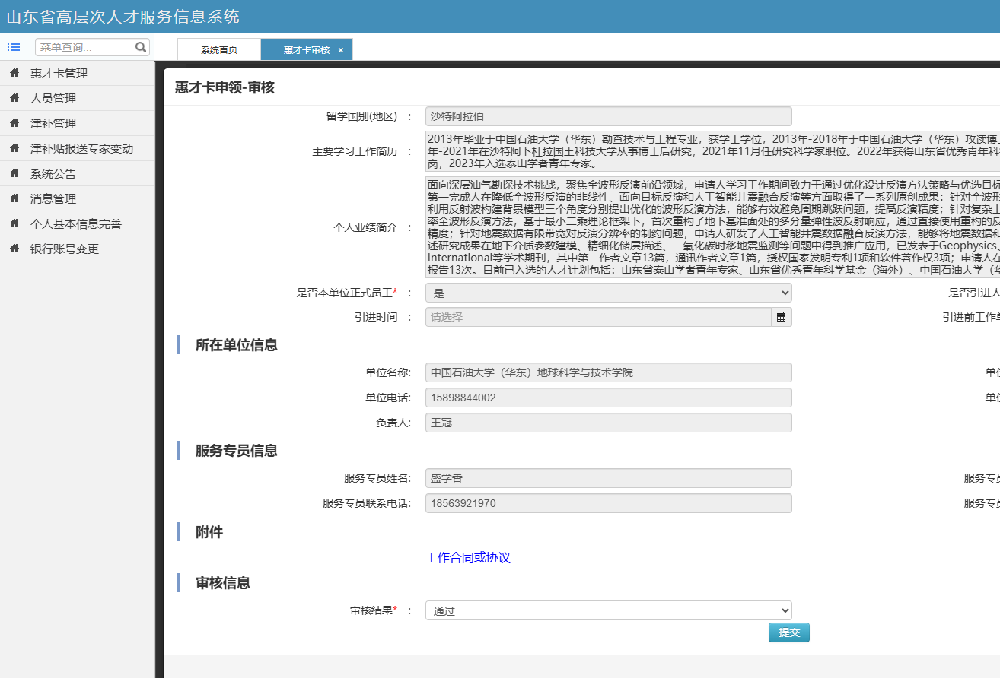 山东省高层次人才服务信息系统
菜单查询...
系统首页
惠才卡审核 ×
惠才卡管理
人员管理
津补管理
津补贴报送专家变动
系统公告
消息管理
个人基本信息完善
银行账号变更
惠才卡申领-审核
留学国别(地区) : 沙特阿拉伯
主要学习工作简历 :
2013年毕业于中国石油大学（华东）勘查技术与工程专业，获学士学位，2013年-2018年于中国石油大学（华东）攻读博士
年-2021年在沙特阿卜杜拉国王科技大学从事博士后研究，2021年11月任研究科学家职位。2022年获得山东省优秀青年科
岗，2023年入选泰山学者青年专家。
个人业绩简介 :
面向深层油气勘探技术挑战，聚焦全波形反演前沿领域，申请人学习工作期间致力于通过优化设计反演方法策略与优选目标
第一完成人在降低全波形反演的非线性、面向目标反演和人工智能井震融合反演等方面取得了一系列原创成果：针对全波形
利用反射波构建背景模型三个角度分别提出优化的波形反演方法，能够有效避免周期跳跃问题，提高反演精度；针对复杂上
率全波形反演方法，基于最小二乘理论框架下，首次重构了地下基准面处的多分量弹性波反射响应，通过直接使用重构的反
精度；针对地震数据有限带宽对反演分辨率的制约问题，申请人研发了人工智能井震数据融合反演方法，能够将地震数据和
述研究成果在地下介质参数建模、精细化储层描述、二氧化碳时移地震监测等问题中得到推广应用，已发表于Geophysics、
International等学术期刊，其中第一作者文章13篇，通讯作者文章1篇，授权国家发明专利1项和软件著作权3项；申请人在
报告13次。目前已入选的人才计划包括：山东省泰山学者青年专家、山东省优秀青年科学基金（海外）、中国石油大学（华
是否本单位正式员工* : 是 是否引进人
引进时间 : 请选择 引进前工作单
所在单位信息
单位名称: 中国石油大学（华东）地球科学与技术学院 单位
单位电话: 15898844002 单位
负责人: 王冠
服务专员信息
服务专员姓名: 盛学香 服务专员
服务专员联系电话: 18563921970 服务专员
附件
工作合同或协议
审核信息
审核结果* : 通过
提交